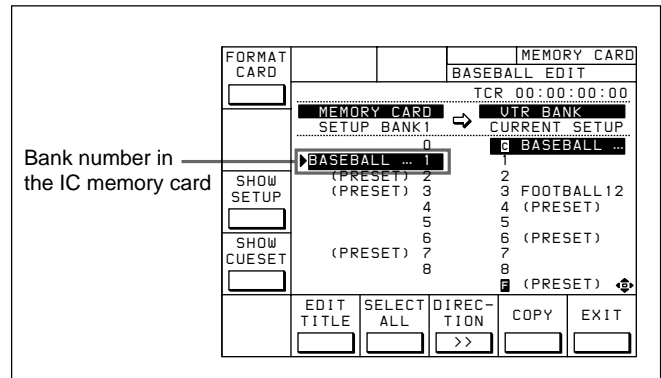 Bank number in
the IC memory card
FORMAT
CARD
SHOW
SETUP
SHOW
CUESET
MEMORY CARD
BASEBALL EDIT
TCR 00:00:00:00
MEMORY CARD ⇨ VTR BANK
SETUP BANK1 CURRENT SETUP
0 C BASEBALL …
▶BASEBALL … 1 1
(PRESET) 2 2
(PRESET) 3 3 FOOTBALL12
4 4 (PRESET)
5 5
6 6 (PRESET)
(PRESET) 7 7
8 8
F (PRESET)
EDIT
TITLE
SELECT
ALL
DIREC-
TION
>>
COPY
EXIT